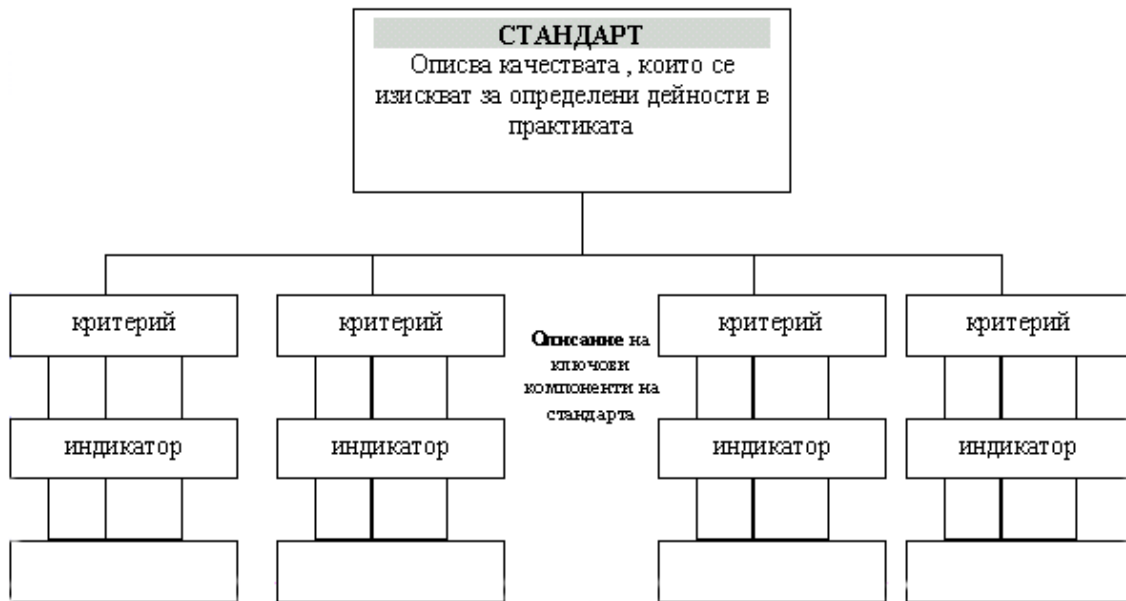 СТАНДАРТ
Описва качествата , които се
изискват за определени дейности в
практиката
критерий
критерий
критерий
критерий
Описание на
ключови
компоненти на
стандарта
индикатор
индикатор
индикатор
индикатор